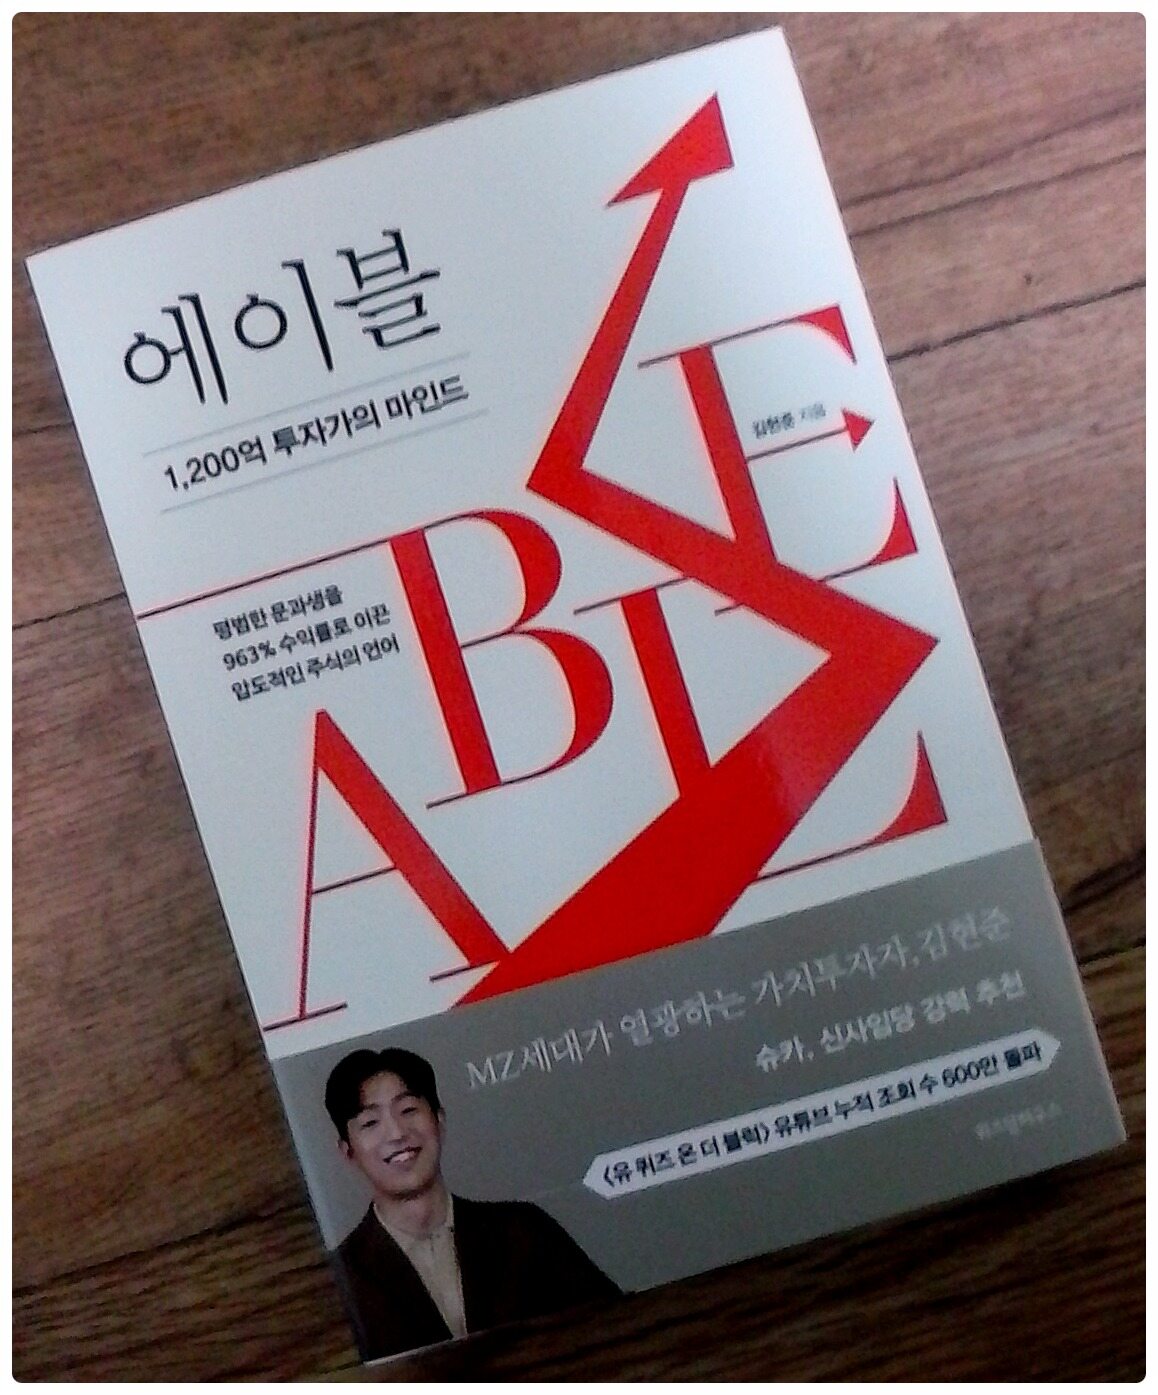 에이블
1,200억 투자가의 마인드
김현준 지음
ABLE
평범한 문과생을
963% 수익률로 이끈
압도적인 주식의 언어
MZ세대가 열광하는 가치투자자, 김현준
슈카, 신사임당 강력 추천
〈유 퀴즈 온 더 블럭〉 유튜브 누적 조회 수 600만 돌파